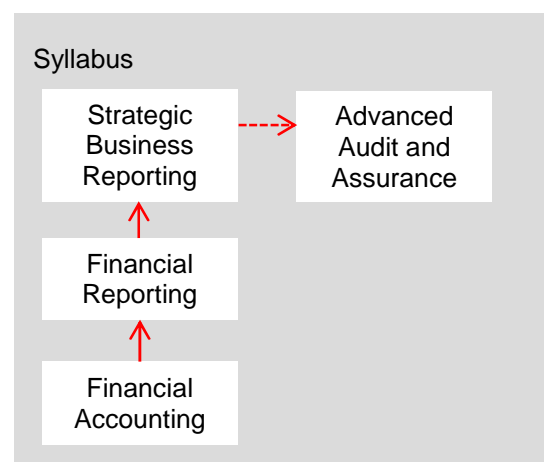 Syllabus
Strategic
Business
Reporting
Advanced
Audit and
Assurance
Financial
Reporting
Financial
Accounting